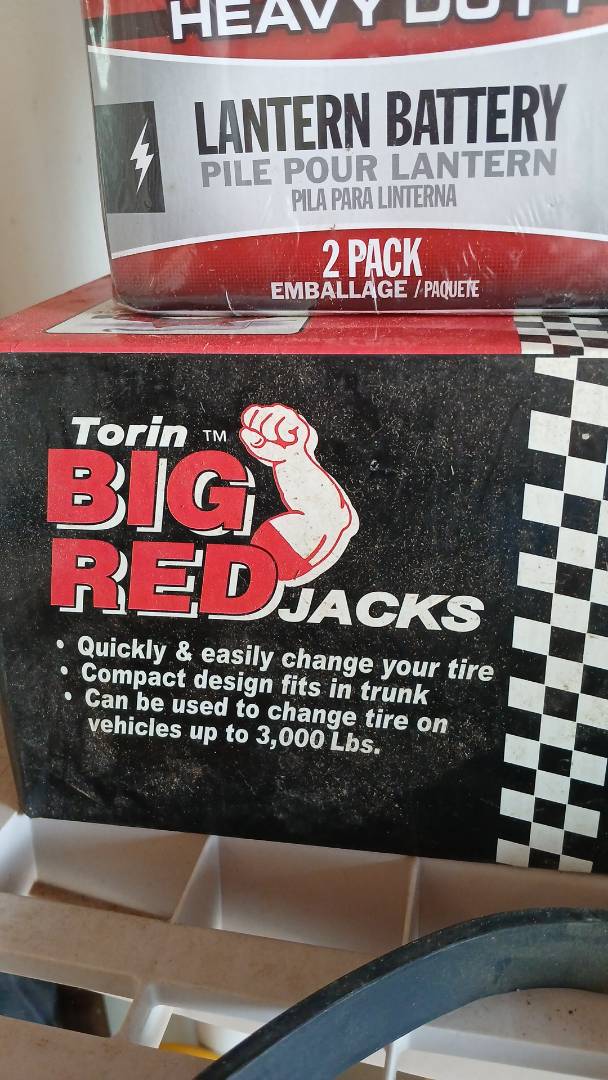 HEAVY DUTY
LANTERN BATTERY
PILE POUR LANTERN
PILA PARA LINTERNA
2 PACK
EMBALLAGE / PAQUETE
Torin ™
BIG
RED
JACKS
• Quickly & easily change your tire
• Compact design fits in trunk
• Can be used to change tire on
vehicles up to 3,000 Lbs.